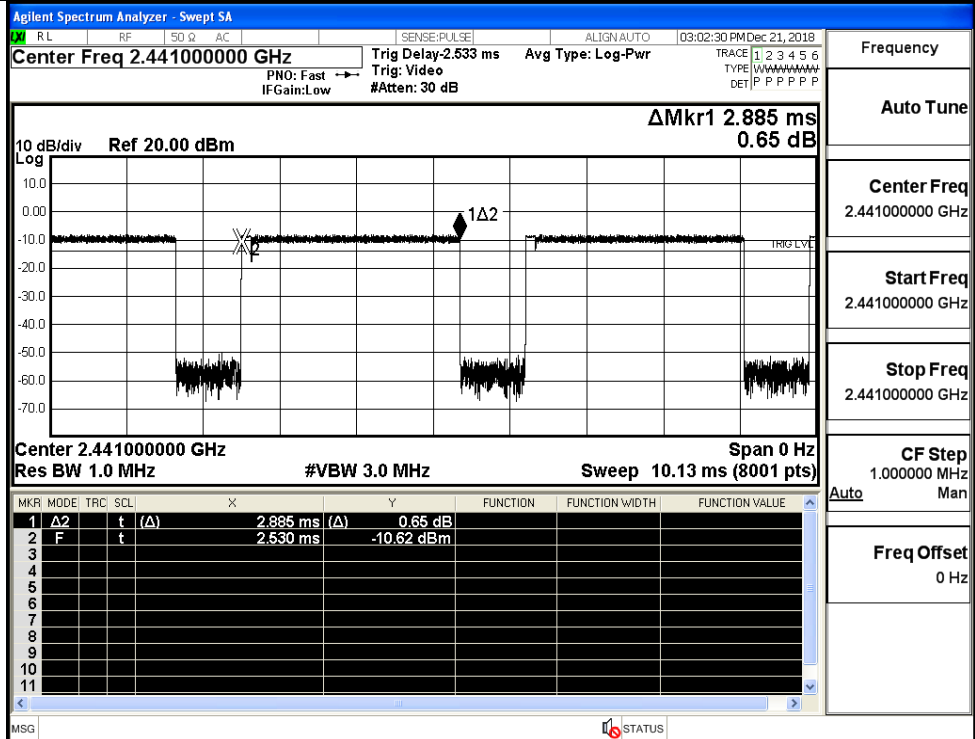 Agilent Spectrum Analyzer - Swept SA
LXI RL RF 50 Ω AC SENSE:PULSE ALIGN AUTO 03:02:30 PM Dec 21, 2018
Center Freq 2.441000000 GHz Trig Delay-2.533 ms Avg Type: Log-Pwr TRACE 1 2 3 4 5 6
PNO: Fast Trig: Video TYPE WWWWWW
IFGain:Low #Atten: 30 dB DET P P P P P P
ΔMkr1 2.885 ms
0.65 dB
10 dB/div Ref 20.00 dBm
Log
10.0
0.00
1Δ2
-10.0
2
TRIG LVL
-20.0
-30.0
-40.0
-50.0
-60.0
-70.0
Center 2.441000000 GHz Span 0 Hz
Res BW 1.0 MHz #VBW 3.0 MHz Sweep 10.13 ms (8001 pts)
MKR MODE TRC SCL X Y FUNCTION FUNCTION WIDTH FUNCTION VALUE
1 Δ2 t (Δ) 2.885 ms (Δ) 0.65 dB
2 F t 2.530 ms -10.62 dBm
3
4
5
6
7
8
9
10
11
MSG STATUS
Frequency
Auto Tune
Center Freq
2.441000000 GHz
Start Freq
2.441000000 GHz
Stop Freq
2.441000000 GHz
CF Step
1.000000 MHz
Auto Man
Freq Offset
0 Hz